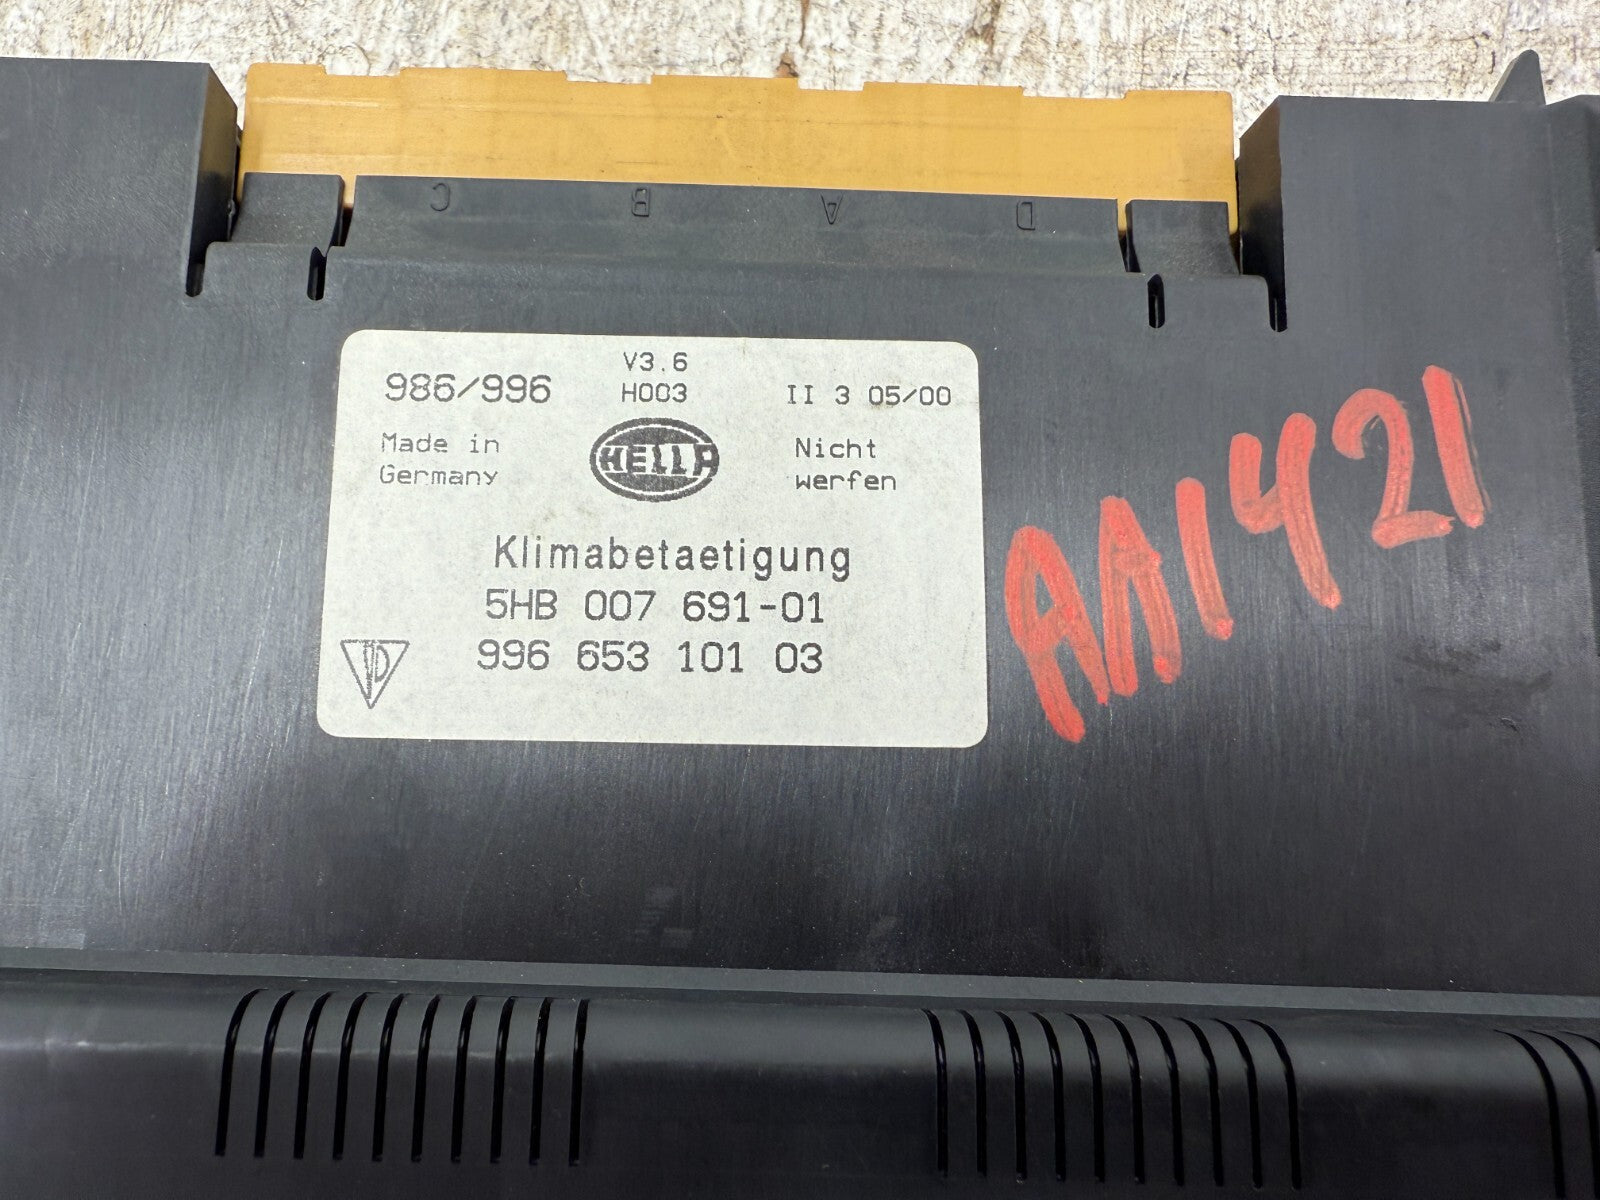 C B A D
V3.6
986/996 H003 II 3 05/00
Made in Germany
HELLA
Nicht werfen
Klimabetaetigung
5HB 007 691-01
996 653 101 03
AA1421